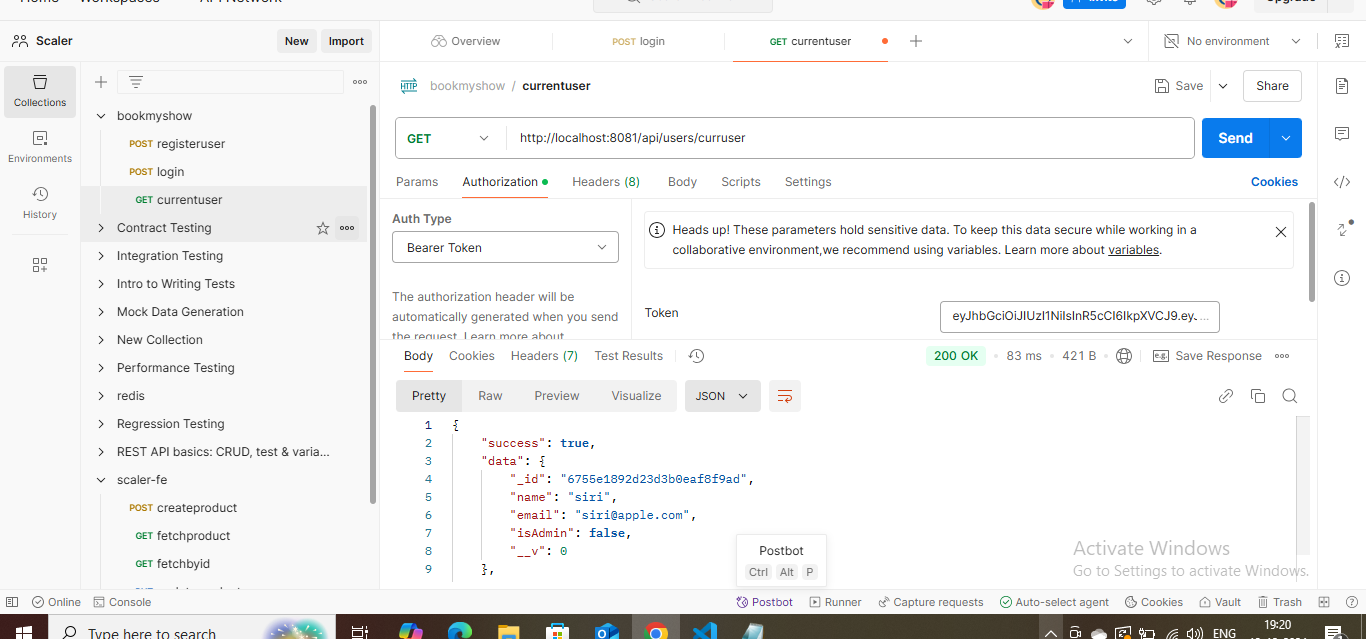 Home Workspaces API Network Invite Upgrade
Scaler New Import Overview POST login GET currentuser No environment
Collections
bookmyshow / currentuser Save Share
bookmyshow
GET http://localhost:8081/api/users/curruser Send
POST registeruser
Environments
POST login
Params Authorization Headers (8) Body Scripts Settings Cookies
GET currentuser
History
Contract Testing
Auth Type
Heads up! These parameters hold sensitive data. To keep this data secure while working in a
collaborative environment,we recommend using variables. Learn more about variables.
Bearer Token
Integration Testing
Intro to Writing Tests
The authorization header will be
automatically generated when you send
the request. Learn more about
Mock Data Generation
Token
New Collection
Body Cookies Headers (7) Test Results 200 OK 83 ms 421 B e.g. Save Response
Performance Testing
redis
Pretty Raw Preview Visualize JSON
Regression Testing
REST API basics: CRUD, test & varia...
scaler-fe
POST createproduct
GET fetchproduct
GET fetchbyid
1 {
2 "success": true,
3 "data": {
4 "_id": "6755e1892d23d3b0eaf8f9ad",
5 "name": "siri",
6 "email": "siri@apple.com",
7 "isAdmin": false,
8 "__v": 0
9 },
Postbot
Ctrl Alt P
Activate Windows
Go to Settings to activate Windows.
Online Console Postbot Runner Capture requests Auto-select agent Cookies Vault Trash
Type here to search ENG 19:20